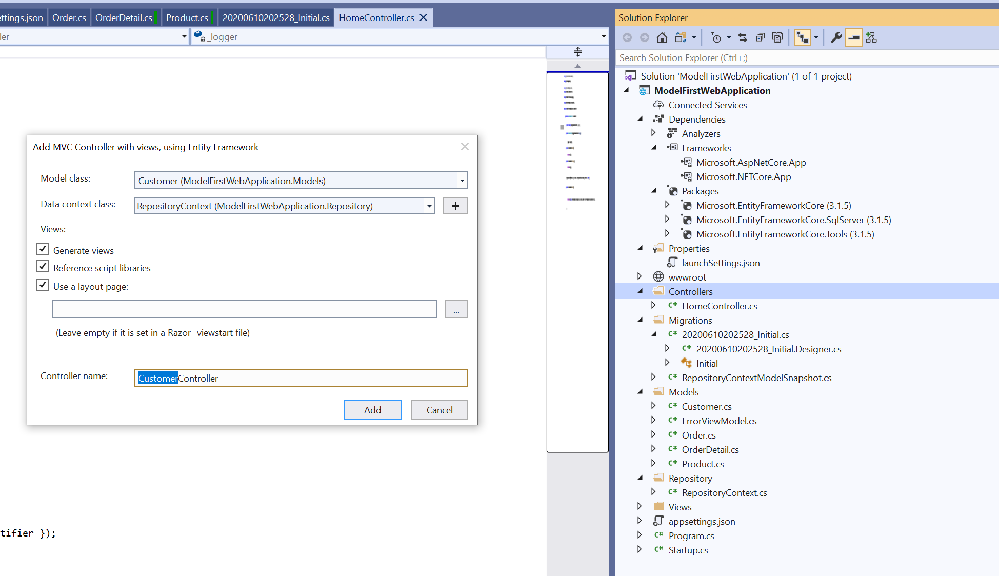 ettings.json
Order.cs
OrderDetail.cs
Product.cs
20200610202528_Initial.cs
HomeController.cs
ler
_logger
Add MVC Controller with views, using Entity Framework
Model class:
Customer (ModelFirstWebApplication.Models)
Data context class:
RepositoryContext (ModelFirstWebApplication.Repository)
Views:
Generate views
Reference script libraries
Use a layout page:
...
(Leave empty if it is set in a Razor _viewstart file)
Controller name:
CustomerController
Add
Cancel
tifier });
Solution Explorer
Search Solution Explorer (Ctrl+;)
Solution 'ModelFirstWebApplication' (1 of 1 project)
ModelFirstWebApplication
Connected Services
Dependencies
Analyzers
Frameworks
Microsoft.AspNetCore.App
Microsoft.NETCore.App
Packages
Microsoft.EntityFrameworkCore (3.1.5)
Microsoft.EntityFrameworkCore.SqlServer (3.1.5)
Microsoft.EntityFrameworkCore.Tools (3.1.5)
Properties
launchSettings.json
wwwroot
Controllers
C# HomeController.cs
Migrations
C# 20200610202528_Initial.cs
C# 20200610202528_Initial.Designer.cs
Initial
C# RepositoryContextModelSnapshot.cs
Models
C# Customer.cs
C# ErrorViewModel.cs
C# Order.cs
C# OrderDetail.cs
C# Product.cs
Repository
C# RepositoryContext.cs
Views
appsettings.json
C# Program.cs
C# Startup.cs